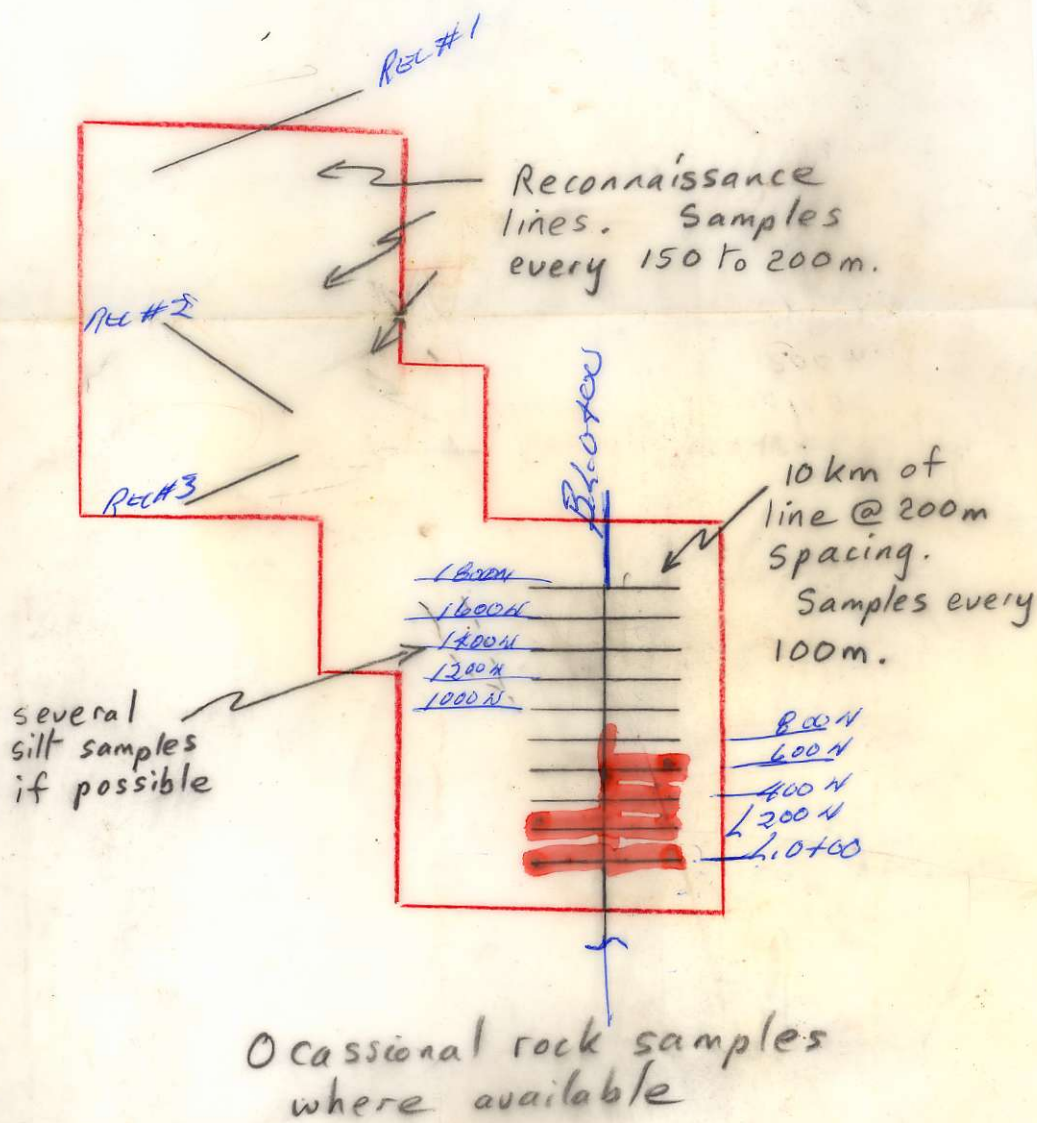 REC#1
Reconnaissance
lines. Samples
every 150 to 200m.
REC#2
REC#3
BL.0+00
10 km of
line @ 200m
spacing.
Samples every
100m.
1800N
1600N
1400N
1200N
1000N
several
silt samples
if possible
800N
600N
400N
L200N
L.0+00
Ocassional rock samples
where available